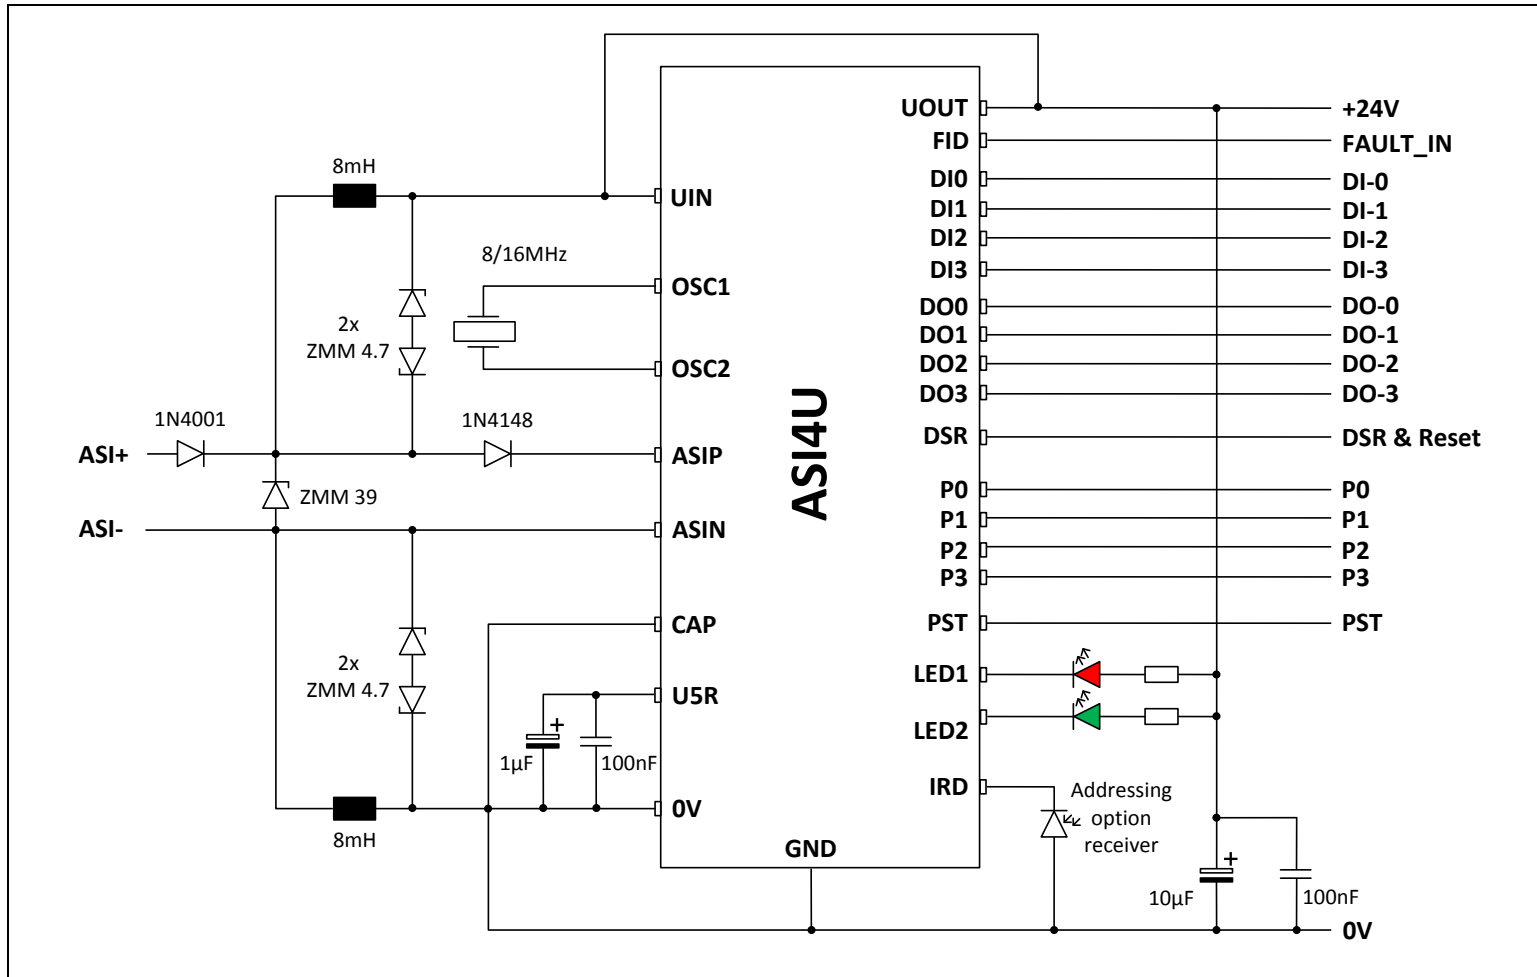 UOUT
+24V
FID
FAULT_IN
8mH
DI0
DI-0
UIN
DI1
DI-1
DI2
DI-2
8/16MHz
DI3
DI-3
OSC1
DO0
DO-0
2x
ZMM 4.7
DO1
DO-1
OSC2
DO2
DO-2
DO3
DO-3
1N4001
1N4148
ASI4U
DSR
DSR & Reset
ASI+
ASIP
ZMM 39
P0
P0
ASI-
ASIN
P1
P1
P2
P2
P3
P3
CAP
PST
PST
2x
ZMM 4.7
LED1
U5R
LED2
+
1µF
100nF
IRD
Addressing
option
receiver
0V
8mH
GND
+
10µF
100nF
0V